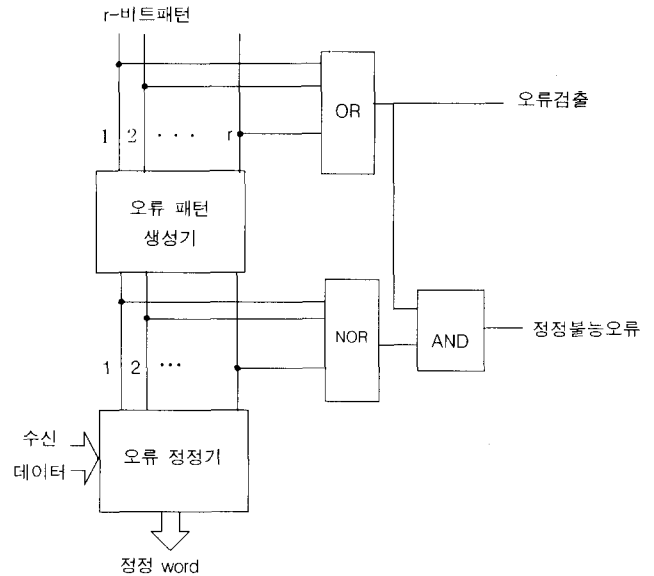 r-비트패턴
OR
오류검출
1 2 · · · r
오류 패턴
생성기
NOR
AND
정정불능오류
1 2 ···
수신
데이터
오류 정정기
정정 word